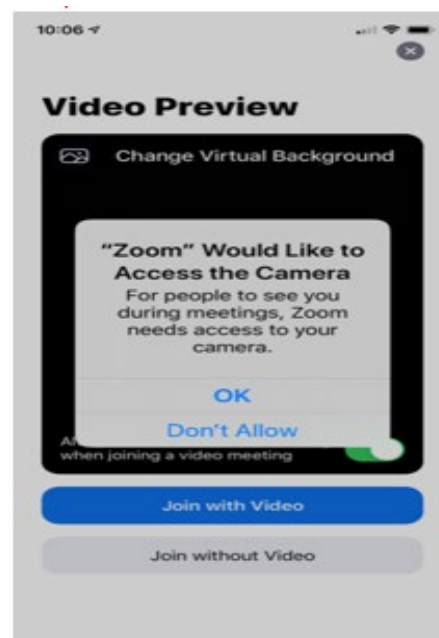 10:06
Video Preview
Change Virtual Background
“Zoom” Would Like to
Access the Camera
For people to see you
during meetings, Zoom
needs access to your
camera.
OK
Don’t Allow
when joining a video meeting
Join with Video
Join without Video